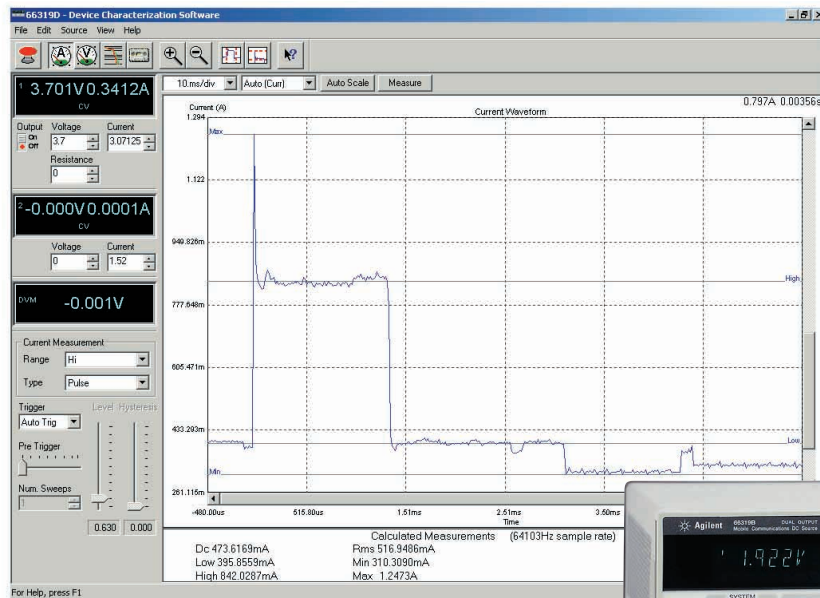 66319D - Device Characterization Software
File Edit Source View Help
10.ms/div Auto (Curr) Auto Scale Measure
1 3.701V 0.3412A
CV
Output Voltage Current
On
Off
3.7 3.07125
Resistance
0
2 -0.000V 0.0001A
CV
Voltage Current
0 1.52
DVM -0.001V
Current Measurement
Range Hi
Type Pulse
Trigger Level Hysteresis
Auto Trig
Pre Trigger
Num. Sweeps
1
0.630 0.000
0.797A 0.00356s
Current (A) Current Waveform
1.294
Max
1.122
949.826m
High
777.648m
605.471m
433.293m
Low
Min
261.115m
-480.00us 515.80us 1.51ms 2.51ms 3.50ms
Time
Calculated Measurements (64103Hz sample rate)
Dc 473.6169mA Rms 516.9486mA
Low 395.8559mA Min 310.3090mA
High 842.0287mA Max 1.2473A
For Help, press F1
Agilent 66319B DUAL OUTPUT
Mobile Communications DC Source
1.922V
SYSTEM